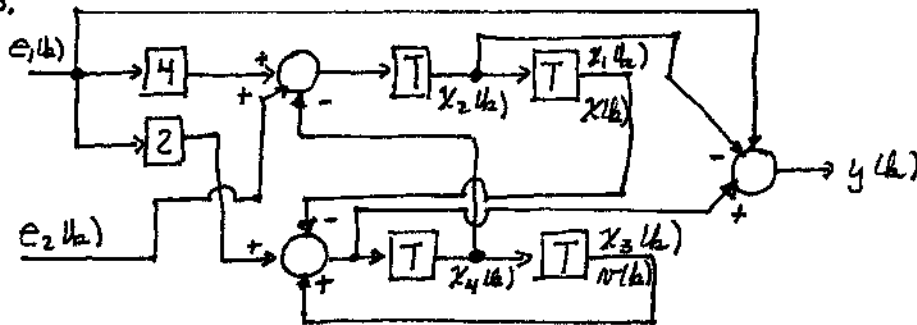 e₁(k)
4
+
+
-
T
x₂(k)
T
x₁(k)
x(k)
2
-
y(k)
+
e₂(k)
-
+
+
T
x₄(k)
T
x₃(k)
v(k)